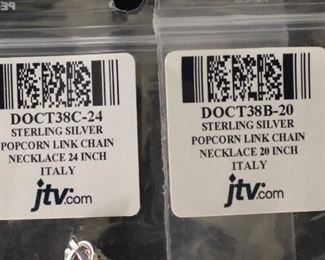 DOCT38C-24
STERLING SILVER
POPCORN LINK CHAIN
NECKLACE 24 INCH
ITALY
jtv.com
DOCT38B-20
STERLING SILVER
POPCORN LINK CHAIN
NECKLACE 20 INCH
ITALY
jtv.com